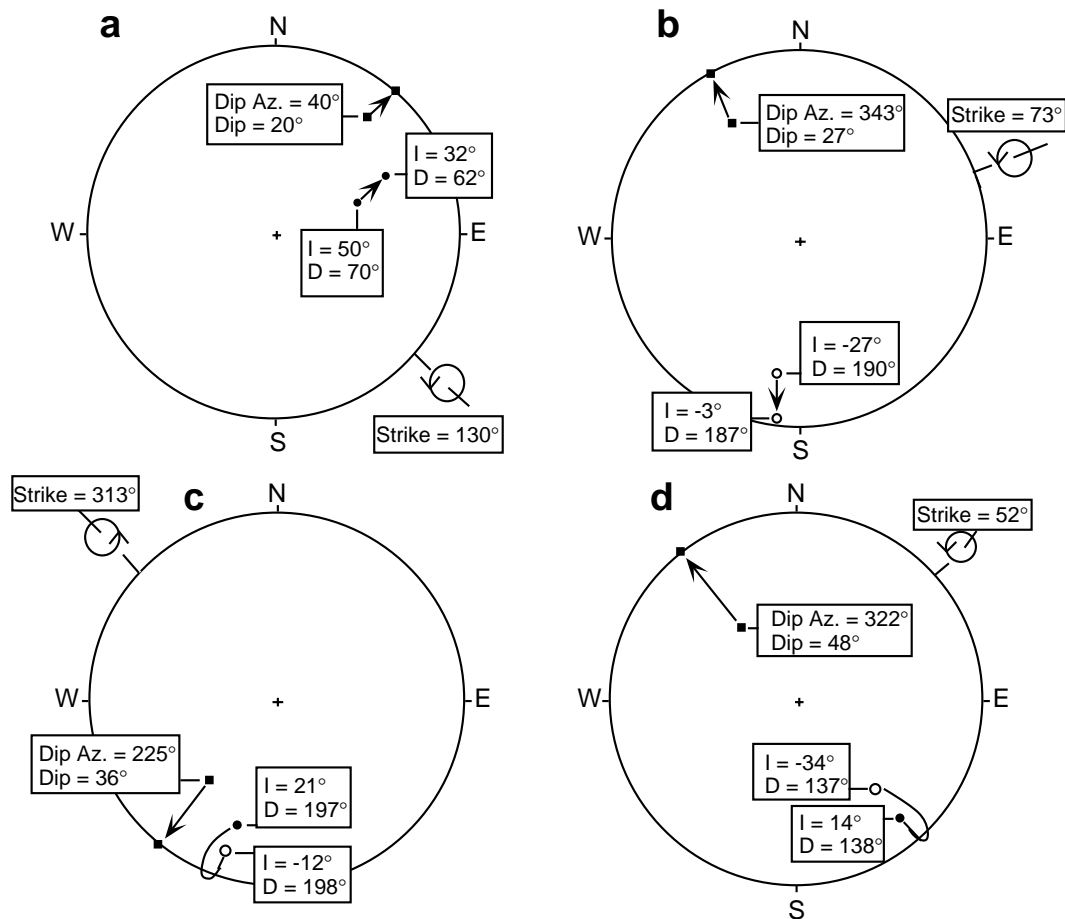 a
N
W
E
S
Dip Az. = 40°
Dip = 20°
I = 32°
D = 62°
I = 50°
D = 70°
Strike = 130°
b
N
W
E
S
Dip Az. = 343°
Dip = 27°
Strike = 73°
I = -27°
D = 190°
I = -3°
D = 187°
c
N
W
E
Strike = 313°
Dip Az. = 225°
Dip = 36°
I = 21°
D = 197°
I = -12°
D = 198°
d
N
W
E
S
Strike = 52°
Dip Az. = 322°
Dip = 48°
I = -34°
D = 137°
I = 14°
D = 138°